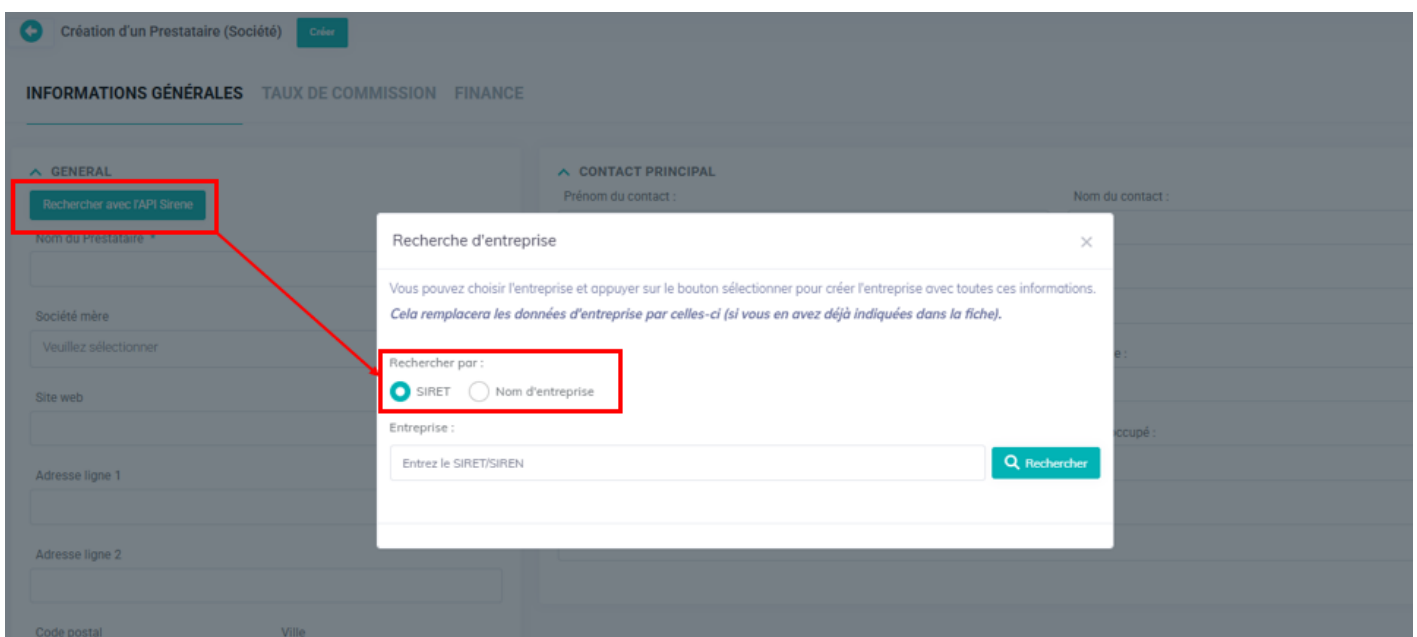 Création d'un Prestataire (Société) Créer
INFORMATIONS GÉNÉRALES TAUX DE COMMISSION FINANCE
GENERAL
Rechercher avec l'API Sirene
Nom du Prestataire *
Société mère
Veuillez sélectionner
Site web
Adresse ligne 1
Adresse ligne 2
Code postal Ville
CONTACT PRINCIPAL
Prénom du contact : Nom du contact :
e :
occupé :
Recherche d'entreprise
Vous pouvez choisir l'entreprise et appuyer sur le bouton sélectionner pour créer l'entreprise avec toutes ces informations.
Cela remplacera les données d'entreprise par celles-ci (si vous en avez déjà indiquées dans la fiche).
Rechercher par :
SIRET Nom d'entreprise
Entreprise :
Entrez le SIRET/SIREN Rechercher